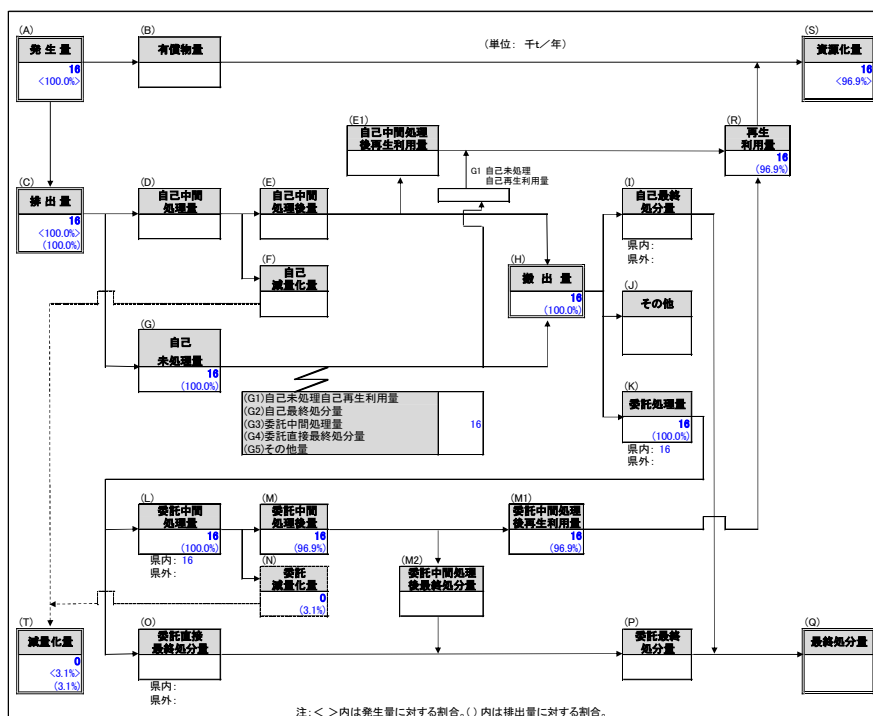 (A)
発 生 量
16
<100.0%>
(B)
有償物量
(単位： 千t／年)
(S)
資源化量
16
<96.9%>
(E1)
自己中間処理
後再生利用量
(R)
再生
利用量
16
(96.9%)
G1 自己未処理
自己再生利用量
(C)
排 出 量
16
<100.0%>
(100.0%)
(D)
自己中間
処理量
(E)
自己中間
処理後量
(I)
自己最終
処分量
県内：
県外：
(F)
自己
減量化量
(H)
搬 出 量
16
(100.0%)
(J)
その他
(G)
自己
未処理量
16
(100.0%)
(G1)自己未処理自己再生利用量
(G2)自己最終処分量
(G3)委託中間処理量
16
(G4)委託直接最終処分量
(G5)その他量
(K)
委託処理量
16
(100.0%)
県内： 16
県外：
(L)
委託中間
処理量
16
(100.0%)
県内： 16
県外：
(M)
委託中間
処理後量
16
(96.9%)
(M1)
委託中間処理
後再生利用量
16
(96.9%)
(N)
委託
減量化量
0
(3.1%)
(M2)
委託中間処理
後最終処分量
(T)
減量化量
0
<3.1%>
(3.1%)
(O)
委託直接
最終処分量
県内：
県外：
(P)
委託最終
処分量
(Q)
最終処分量
注：＜ ＞内は発生量に対する割合。( )内は排出量に対する割合。